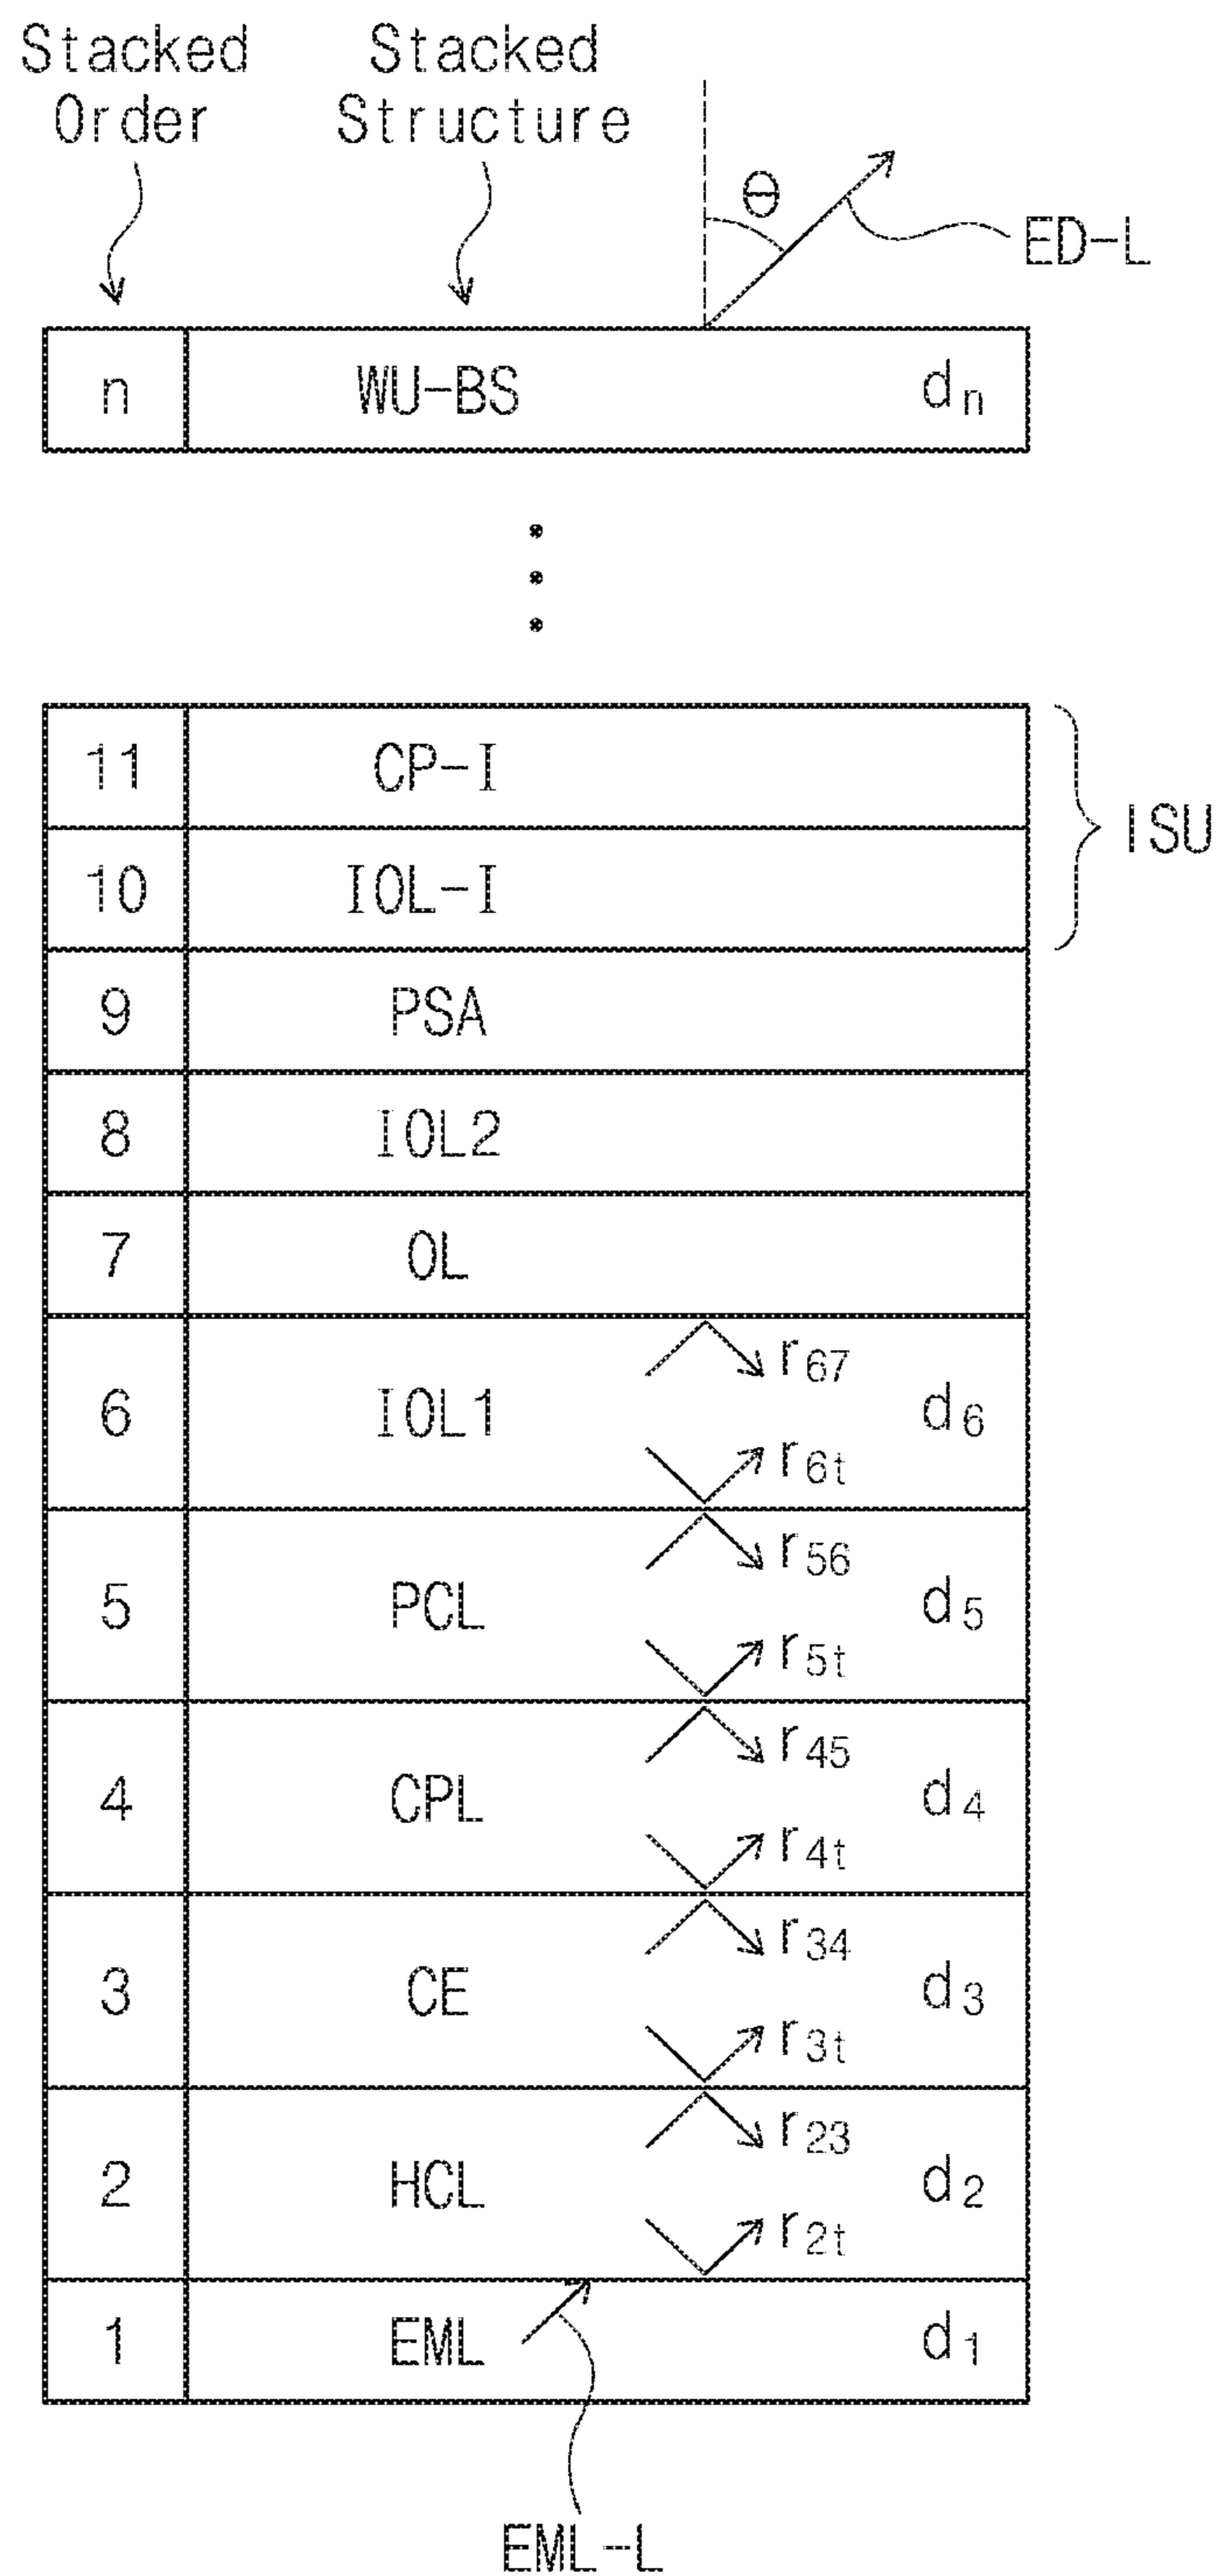 Stacked Order
Stacked Structure
θ
ED-L
n WU-BS dn
11 CP-I
ISU
10 IOL-I
9 PSA
8 IOL2
7 OL
r67
6 IOL1 d6
r6t
r56
5 PCL d5
r5t
r45
4 CPL d4
r4t
r34
3 CE d3
r3t
r23
2 HCL d2
r2t
1 EML d1
EML-L